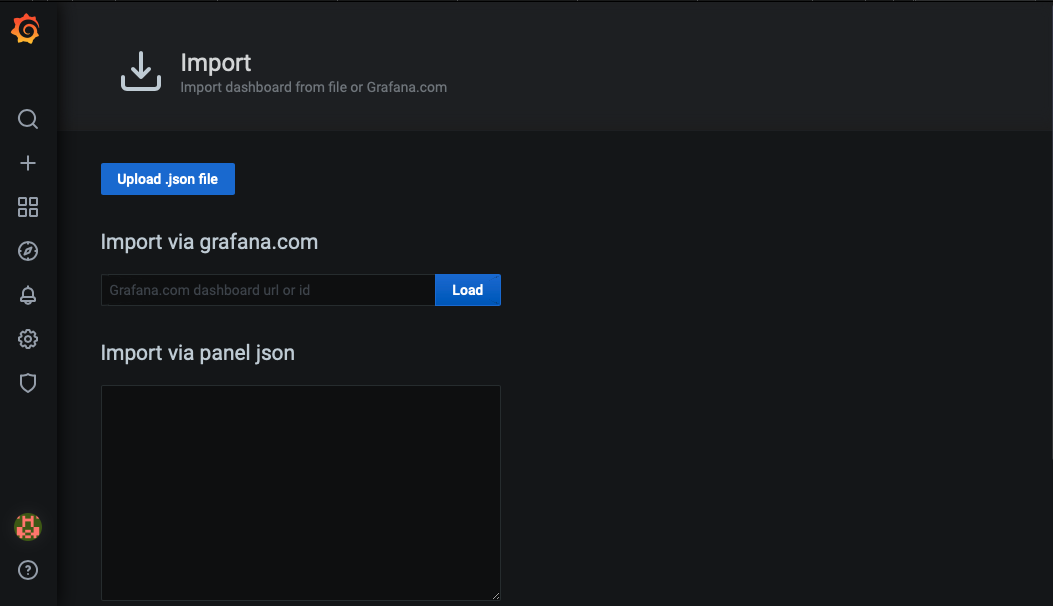 Import
Import dashboard from file or Grafana.com
Upload .json file
Import via grafana.com
Grafana.com dashboard url or id
Load
Import via panel json